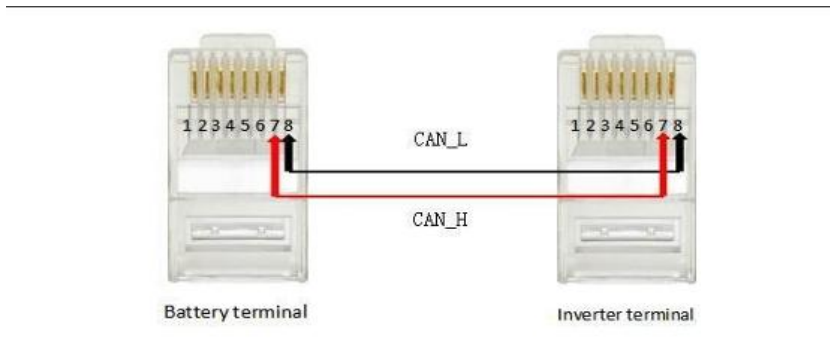 1 2 3 4 5 6 7 8
1 2 3 4 5 6 7 8
CAN_L
CAN_H
Battery terminal
Inverter terminal